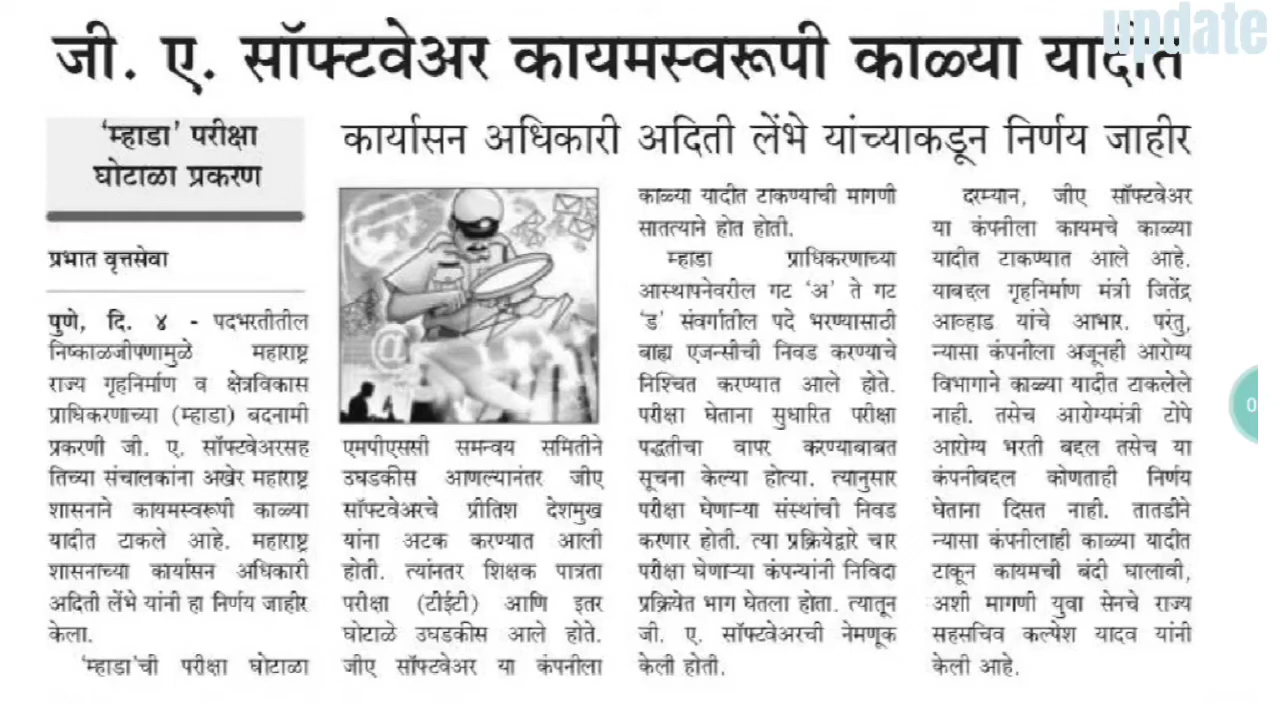 update
जी. ए. सॉफ्टवेअर कायमस्वरूपी काळ्या यादीत
'म्हाडा' परीक्षा
घोटाळा प्रकरण
कार्यासन अधिकारी अदिती लेंभे यांच्याकडून निर्णय जाहीर
प्रभात वृत्तसेवा
पुणे, दि. ४ - पदभरतीतील
निष्काळजीपणामुळे महाराष्ट्र
राज्य गृहनिर्माण व क्षेत्रविकास
प्राधिकरणाच्या (म्हाडा) बदनामी
प्रकरणी जी. ए. सॉफ्टवेअरसह
तिच्या संचालकांना अखेर महाराष्ट्र
शासनाने कायमस्वरूपी काळ्या
यादीत टाकले आहे. महाराष्ट्र
शासनाच्या कार्यासन अधिकारी
अदिती लेंभे यांनी हा निर्णय जाहीर
केला.
'म्हाडा'ची परीक्षा घोटाळा
एमपीएससी समन्वय समितीने
उघडकीस आणल्यानंतर जीए
सॉफ्टवेअरचे प्रीतिश देशमुख
यांना अटक करण्यात आली
होती. त्यांनतर शिक्षक पात्रता
परीक्षा (टीईटी) आणि इतर
घोटाळे उघडकीस आले होते.
जीए सॉफ्टवेअर या कंपनीला
काळ्या यादीत टाकण्याची मागणी
सातत्याने होत होती.
म्हाडा प्राधिकरणाच्या
आस्थापनेवरील गट 'अ' ते गट
'ड' संवर्गातील पदे भरण्यासाठी
बाह्य एजन्सीची निवड करण्याचे
निश्चित करण्यात आले होते.
परीक्षा घेताना सुधारित परीक्षा
पद्धतीचा वापर करण्याबाबत
सूचना केल्या होत्या. त्यानुसार
परीक्षा घेणाऱ्या संस्थांची निवड
करणार होती. त्या प्रक्रियेद्वारे चार
परीक्षा घेणाऱ्या कंपन्यांनी निविदा
प्रक्रियेत भाग घेतला होता. त्यातून
जी. ए. सॉफ्टवेअरची नेमणूक
केली होती.
दरम्यान, जीए सॉफ्टवेअर
या कंपनीला कायमचे काळ्या
यादीत टाकण्यात आले आहे.
याबद्दल गृहनिर्माण मंत्री जितेंद्र
आव्हाड यांचे आभार. परंतु,
न्यासा कंपनीला अजूनही आरोग्य
विभागाने काळ्या यादीत टाकलेले
नाही. तसेच आरोग्यमंत्री टोपे
आरोग्य भरती बद्दल तसेच या
कंपनीबद्दल कोणताही निर्णय
घेताना दिसत नाही. तातडीने
न्यासा कंपनीलाही काळ्या यादीत
टाकून कायमची बंदी घालावी,
अशी मागणी युवा सेनचे राज्य
सहसचिव कल्पेश यादव यांनी
केली आहे.
0